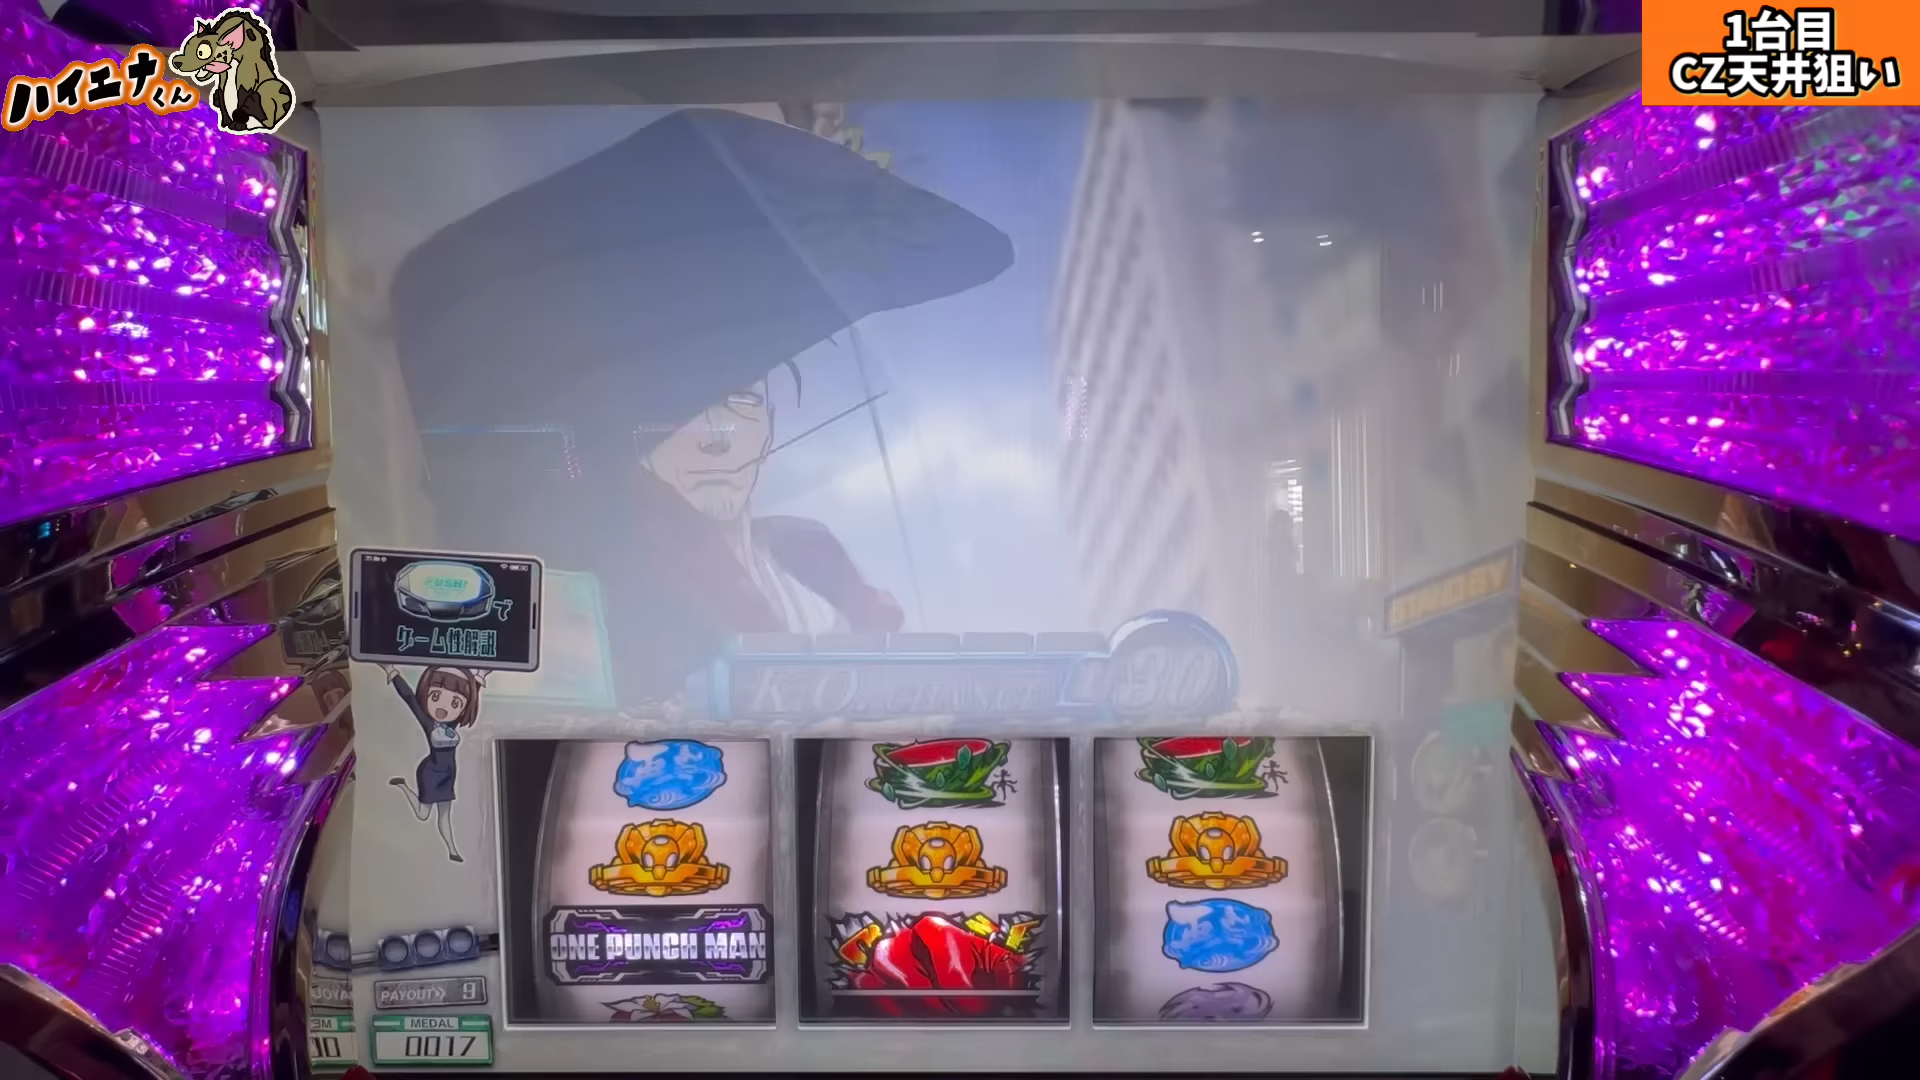 ハイエナくん
1台目
CZ天井狙い
PUSH!
で
ゲーム性解説
STANDBY
ONE PUNCH MAN
PAYOUT 9
MEDAL
0017